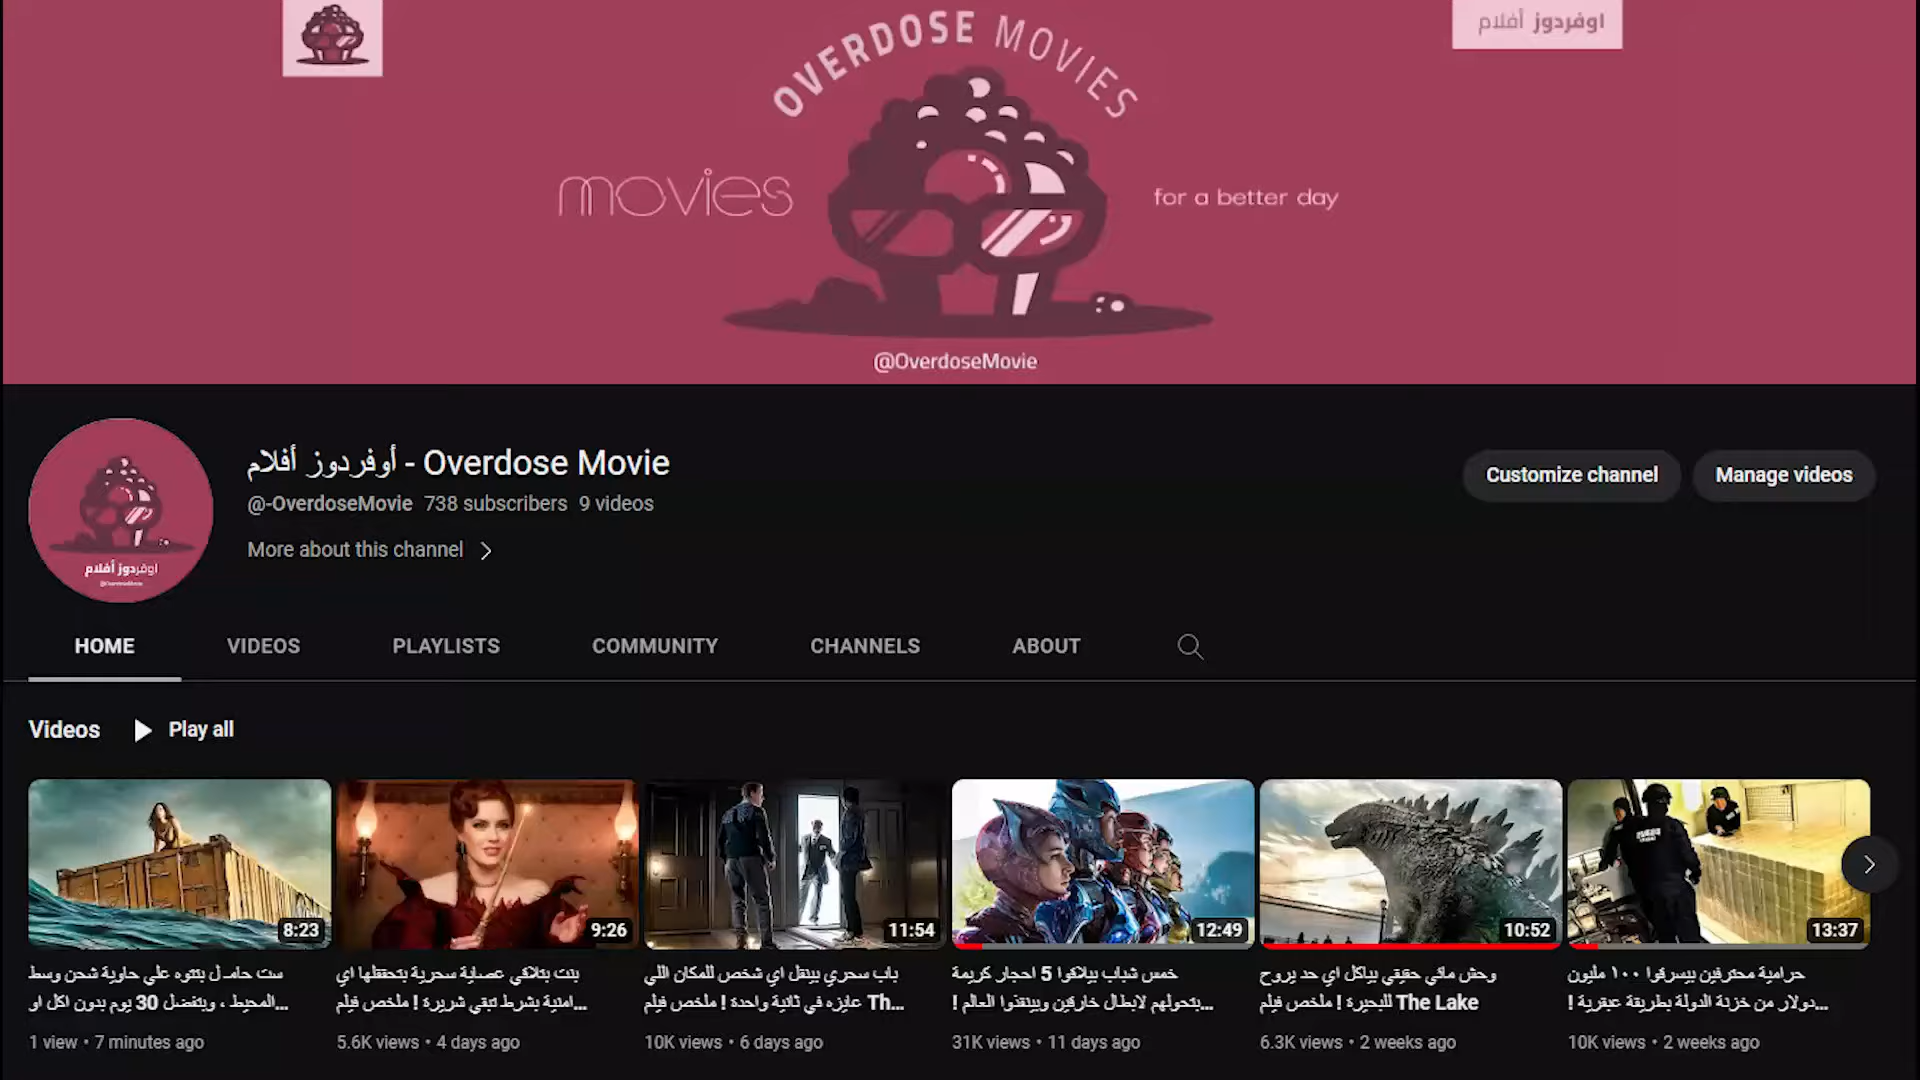 OVERDOSE MOVIES
اوفردوز أفلام
movies
for a better day
@OverdoseMovie
أوفردوز أفلام - Overdose Movie
@-OverdoseMovie 738 subscribers 9 videos
More about this channel
Customize channel
Manage videos
اوفردوز أفلام
HOME
VIDEOS
PLAYLISTS
COMMUNITY
CHANNELS
ABOUT
Videos
Play all
8:23
9:26
11:54
12:49
10:52
13:37
ست حامـ ل بتتوه علي حاوية شحن وسط
المحيط ، وبتفضل 30 يوم بدون اكل او...
1 view • 7 minutes ago
بنت بتلاقي عصاية سحرية بتحققلها اي
امنية بشرط تبقي شريرة ! ملخص فيلم...
5.6K views • 4 days ago
باب سحري بينقل اي شخص للمكان اللي
عايزه في ثانية واحدة ! ملخص فيلم Th...
10K views • 6 days ago
خمس شباب بيلاقوا 5 احجار كريمة
بتحولهم لابطال خارقين وبينقذوا العالم !...
31K views • 11 days ago
وحش مائي حقيقي بياكل اي حد يروح
للبحيرة ! ملخص فيلم The Lake
6.3K views • 2 weeks ago
حرامية محترفين بيسرقوا ١٠٠ مليون
دولار من خزنة الدولة بطريقة عبقرية !...
10K views • 2 weeks ago